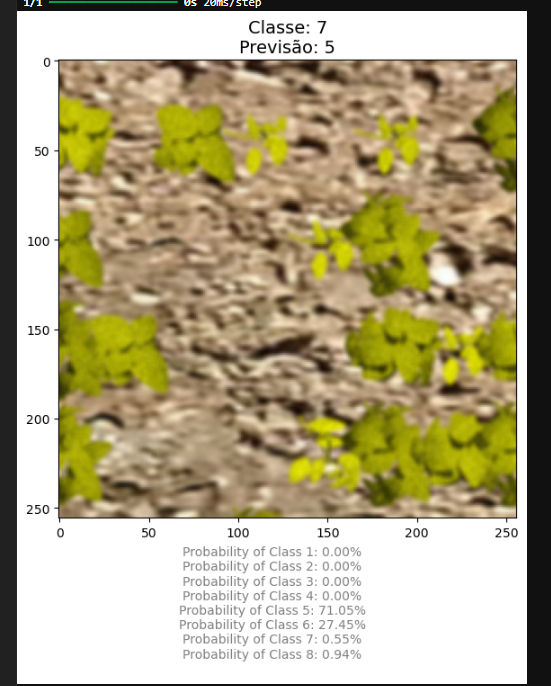 1/1 0s 20ms/step
Classe: 7
Previsão: 5
0
50
100
150
200
250
0 50 100 150 200 250
Probability of Class 1: 0.00%
Probability of Class 2: 0.00%
Probability of Class 3: 0.00%
Probability of Class 4: 0.00%
Probability of Class 5: 71.05%
Probability of Class 6: 27.45%
Probability of Class 7: 0.55%
Probability of Class 8: 0.94%